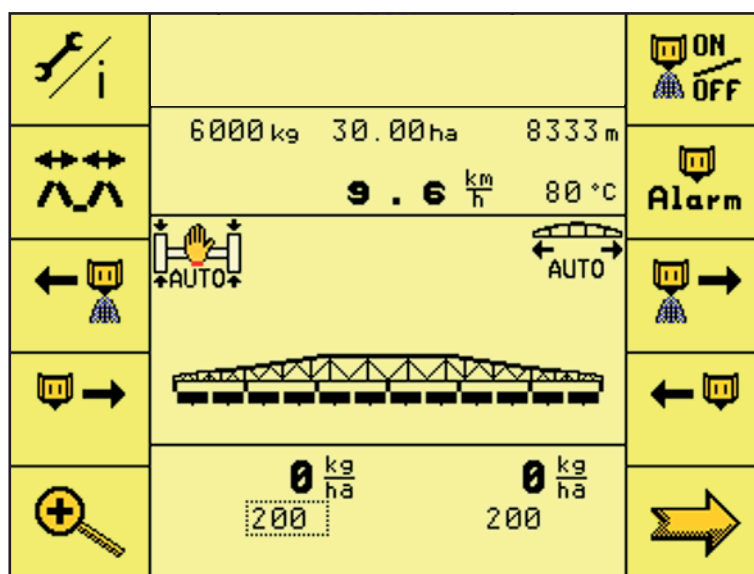 i
ON
OFF
6000 kg 30.00 ha 8333 m
9.6 km/h 80 °C
Alarm
AUTO
AUTO
0 kg/ha 0 kg/ha
200 200